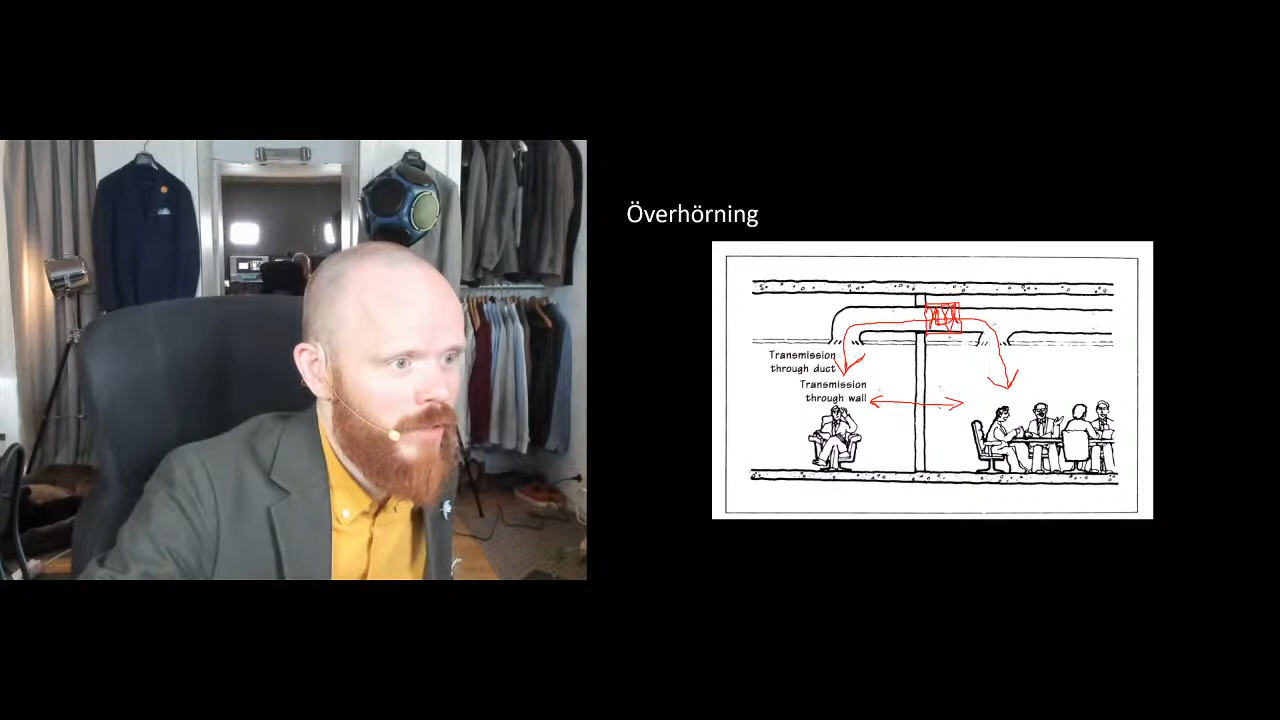 Överhörning
Transmission
through duct
Transmission
through wall